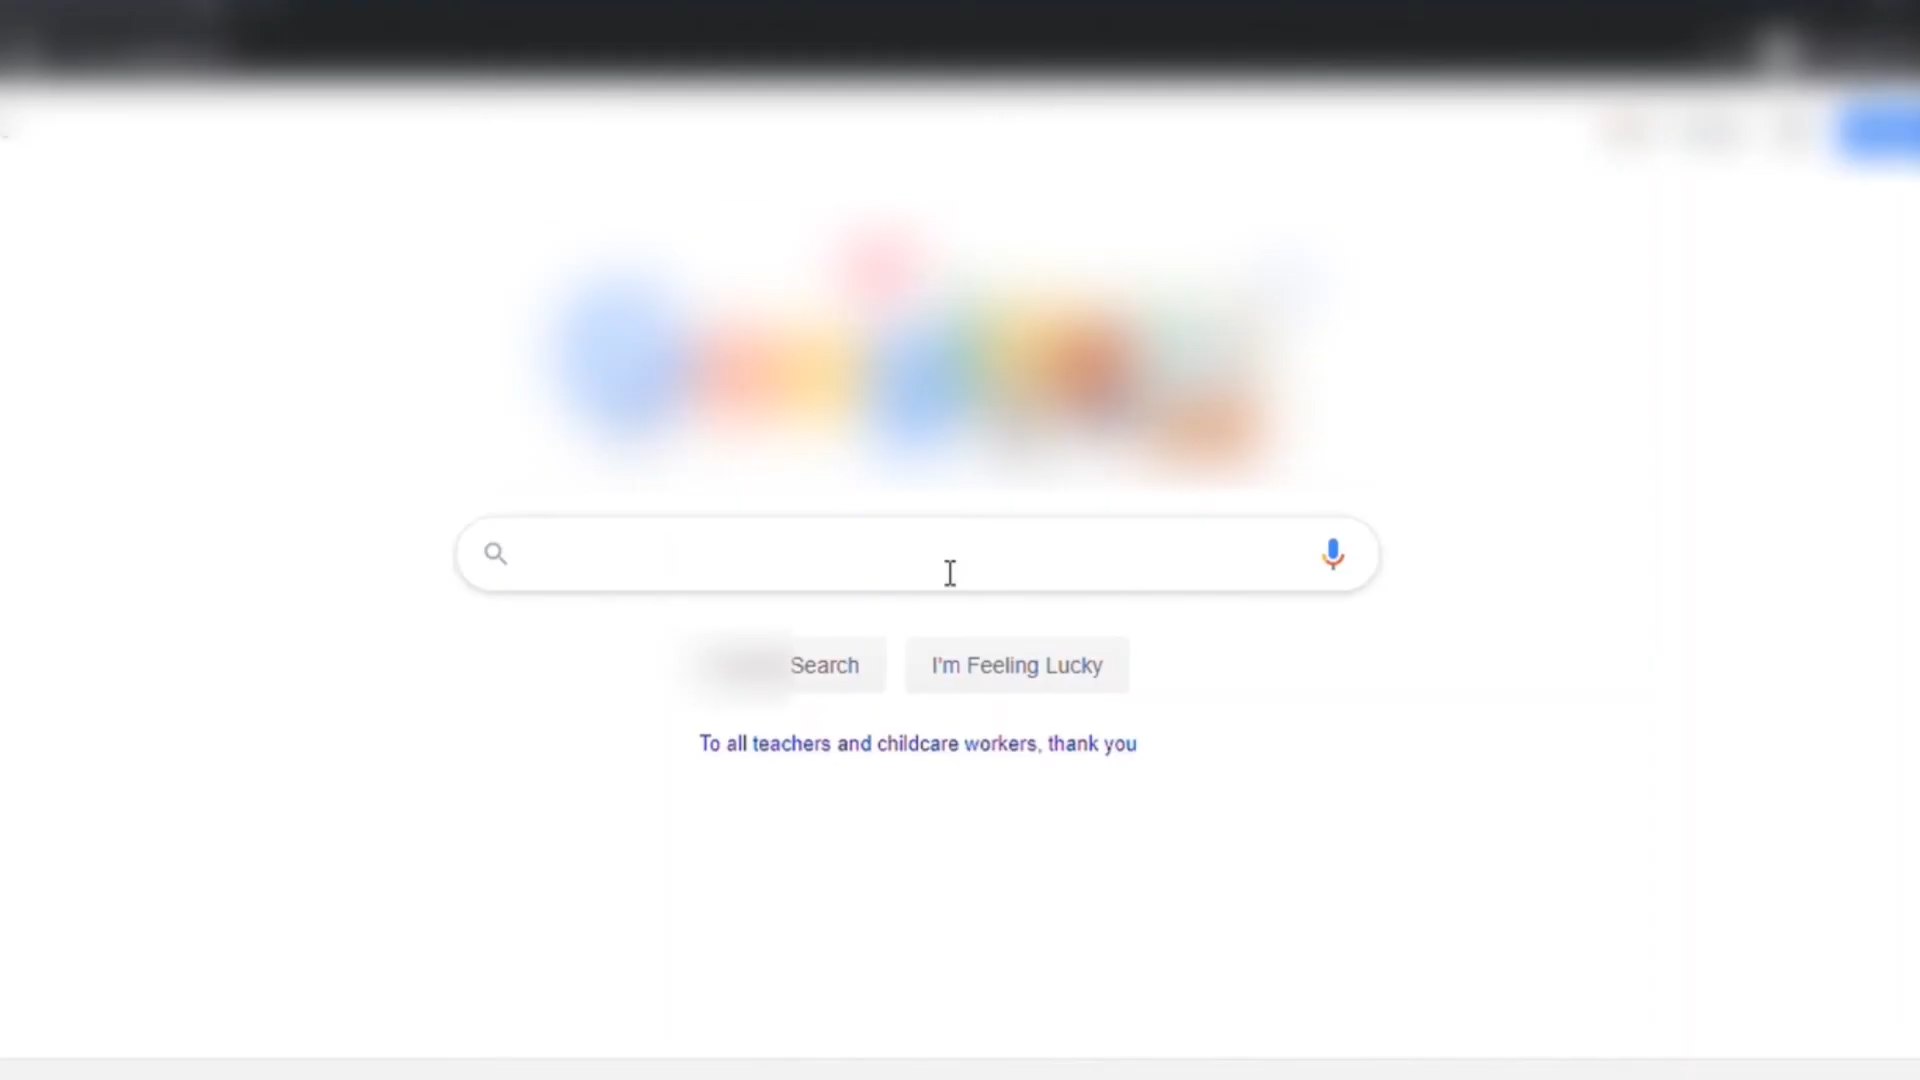 Search
I'm Feeling Lucky
To all teachers and childcare workers, thank you